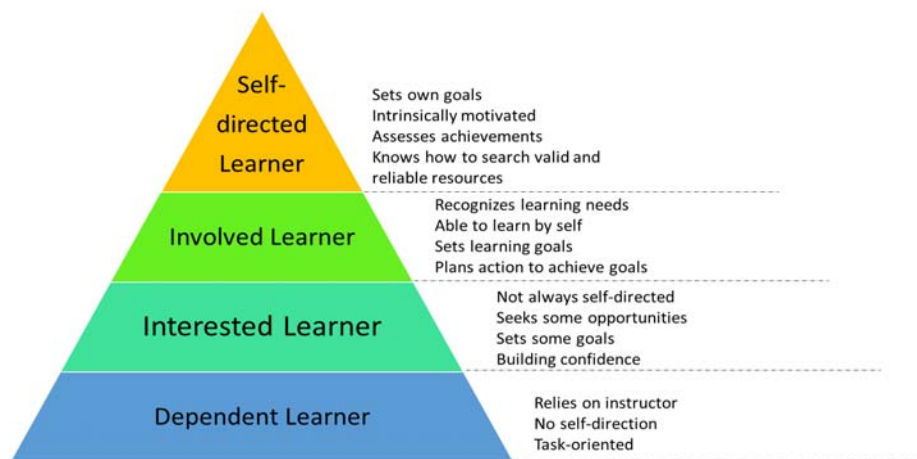 Self-
directed
Learner
Sets own goals
Intrinsically motivated
Assesses achievements
Knows how to search valid and
reliable resources
Involved Learner
Recognizes learning needs
Able to learn by self
Sets learning goals
Plans action to achieve goals
Interested Learner
Not always self-directed
Seeks some opportunities
Sets some goals
Building confidence
Dependent Learner
Relies on instructor
No self-direction
Task-oriented